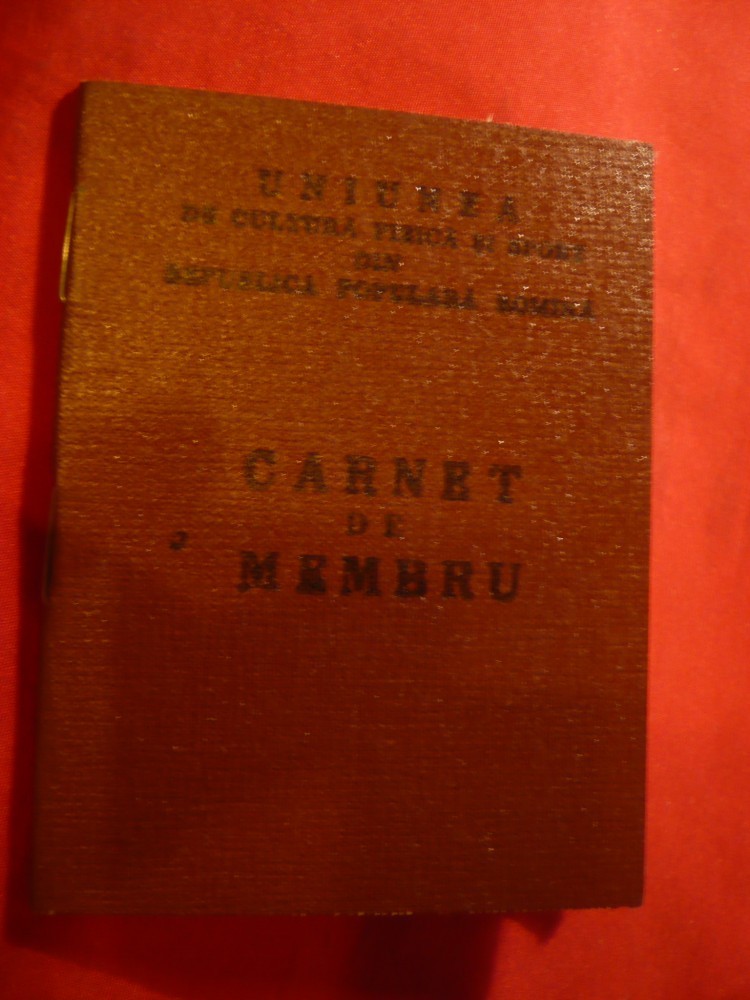 UNIUNEA
DE CULTURĂ FIZICĂ ȘI SPORT
DIN
REPUBLICA POPULARĂ ROMÎNĂ
CARNET
DE
MEMBRU